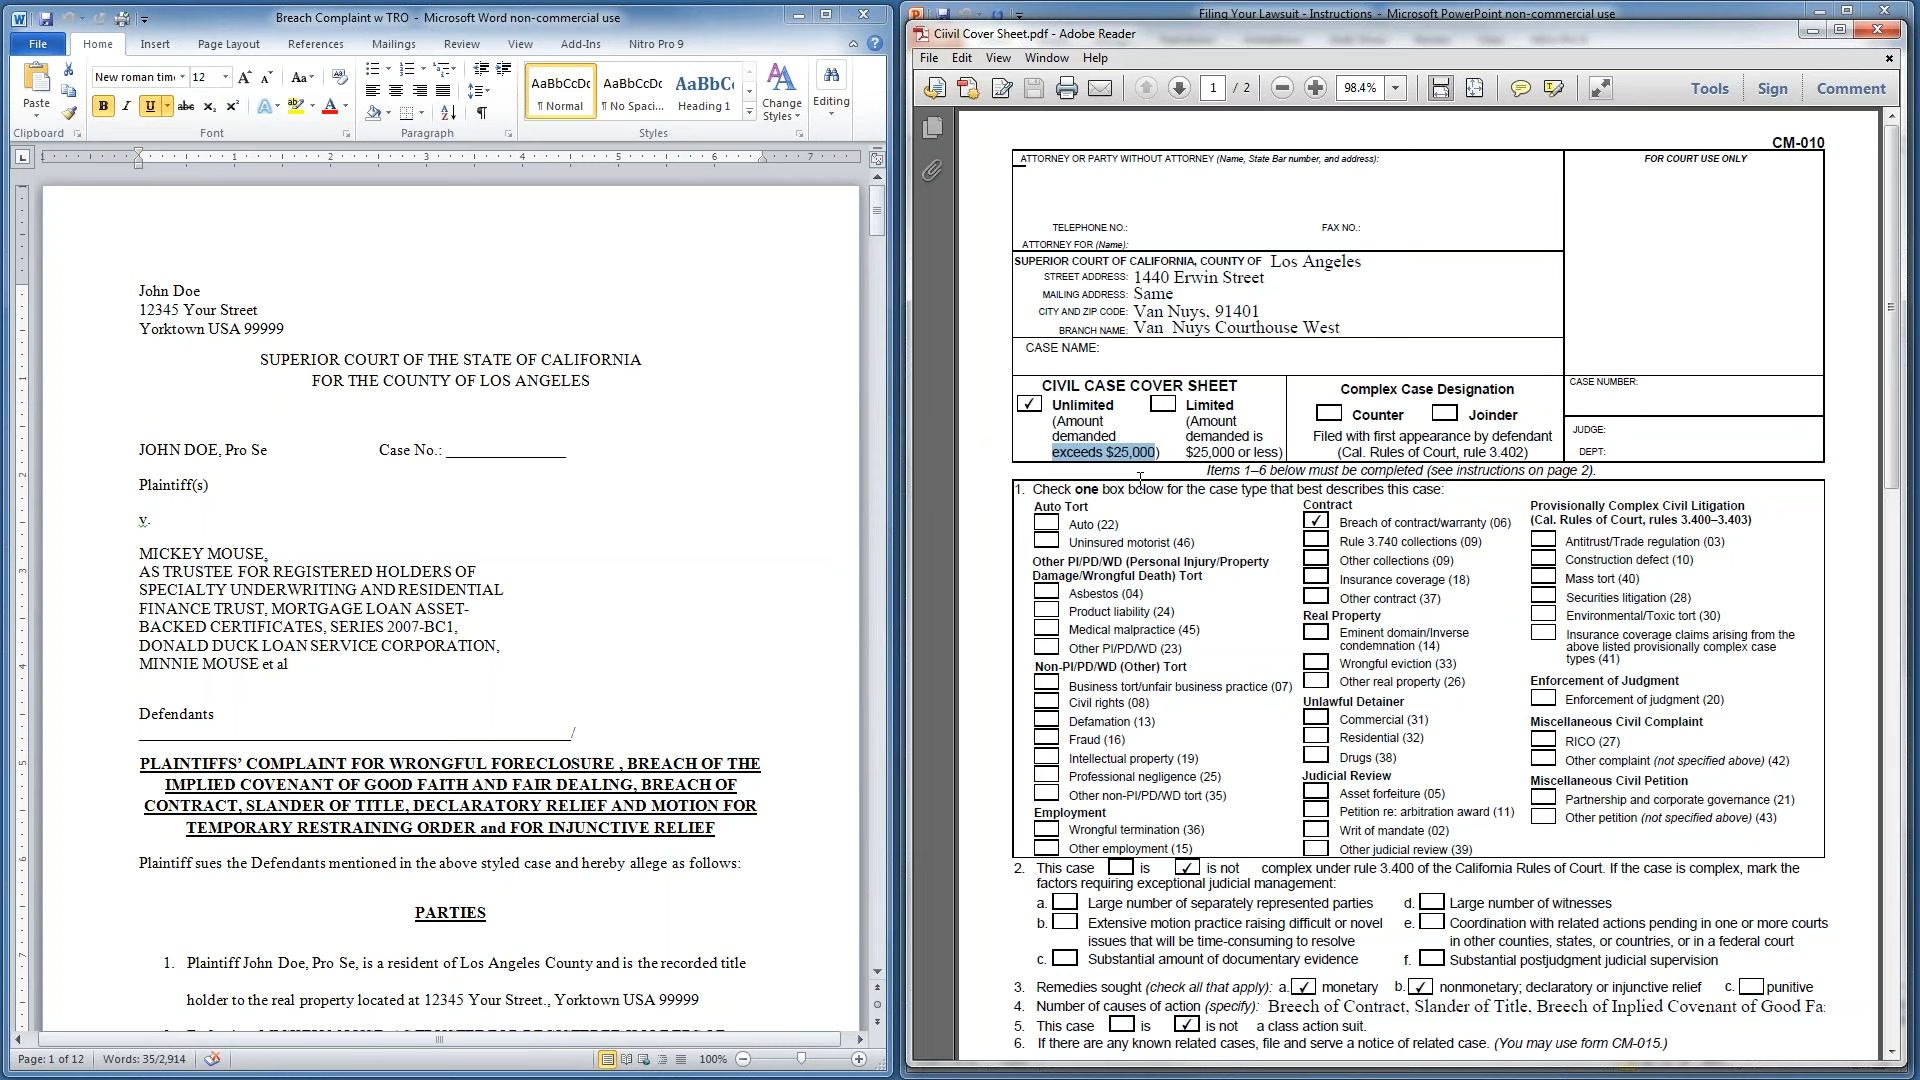 Breach Complaint w TRO - Microsoft Word non-commercial use
File Home Insert Page Layout References Mailings Review View Add-Ins Nitro Pro 9
New roman tim 12
Paste
AaBbCcDc AaBbCcDc AaBbC
¶ Normal ¶ No Spaci... Heading 1
Change Styles
Editing
Clipboard Font Paragraph Styles
John Doe
12345 Your Street
Yorktown USA 99999
SUPERIOR COURT OF THE STATE OF CALIFORNIA
FOR THE COUNTY OF LOS ANGELES
JOHN DOE, Pro Se Case No.: _______________
Plaintiff(s)
v.
MICKEY MOUSE,
AS TRUSTEE FOR REGISTERED HOLDERS OF
SPECIALTY UNDERWRITING AND RESIDENTIAL
FINANCE TRUST, MORTGAGE LOAN ASSET-
BACKED CERTIFICATES, SERIES 2007-BC1,
DONALD DUCK LOAN SERVICE CORPORATION,
MINNIE MOUSE et al
Defendants
/
PLAINTIFFS' COMPLAINT FOR WRONGFUL FORECLOSURE , BREACH OF THE
IMPLIED COVENANT OF GOOD FAITH AND FAIR DEALING, BREACH OF
CONTRACT, SLANDER OF TITLE, DECLARATORY RELIEF AND MOTION FOR
TEMPORARY RESTRAINING ORDER and FOR INJUNCTIVE RELIEF
Plaintiff sues the Defendants mentioned in the above styled case and hereby allege as follows:
PARTIES
1. Plaintiff John Doe, Pro Se, is a resident of Los Angeles County and is the recorded title
holder to the real property located at 12345 Your Street., Yorktown USA 99999
Page: 1 of 12 Words: 35/2,914 100%
Filing Your Lawsuit - Instructions - Microsoft PowerPoint non-commercial use
Ciivil Cover Sheet.pdf - Adobe Reader
File Edit View Window Help
1 / 2 98.4% Tools Sign Comment
CM-010
ATTORNEY OR PARTY WITHOUT ATTORNEY (Name, State Bar number, and address):
FOR COURT USE ONLY
TELEPHONE NO.: FAX NO.:
ATTORNEY FOR (Name):
SUPERIOR COURT OF CALIFORNIA, COUNTY OF Los Angeles
STREET ADDRESS: 1440 Erwin Street
MAILING ADDRESS: Same
CITY AND ZIP CODE: Van Nuys, 91401
BRANCH NAME: Van Nuys Courthouse West
CASE NAME:
CIVIL CASE COVER SHEET
✓ Unlimited (Amount demanded exceeds $25,000)
Limited (Amount demanded is $25,000 or less)
Complex Case Designation
Counter Joinder
Filed with first appearance by defendant
(Cal. Rules of Court, rule 3.402)
CASE NUMBER:
JUDGE:
DEPT:
Items 1–6 below must be completed (see instructions on page 2).
1. Check one box below for the case type that best describes this case:
Auto Tort
Auto (22)
Uninsured motorist (46)
Other PI/PD/WD (Personal Injury/Property
Damage/Wrongful Death) Tort
Asbestos (04)
Product liability (24)
Medical malpractice (45)
Other PI/PD/WD (23)
Non-PI/PD/WD (Other) Tort
Business tort/unfair business practice (07)
Civil rights (08)
Defamation (13)
Fraud (16)
Intellectual property (19)
Professional negligence (25)
Other non-PI/PD/WD tort (35)
Employment
Wrongful termination (36)
Other employment (15)
Contract
✓ Breach of contract/warranty (06)
Rule 3.740 collections (09)
Other collections (09)
Insurance coverage (18)
Other contract (37)
Real Property
Eminent domain/Inverse
condemnation (14)
Wrongful eviction (33)
Other real property (26)
Unlawful Detainer
Commercial (31)
Residential (32)
Drugs (38)
Judicial Review
Asset forfeiture (05)
Petition re: arbitration award (11)
Writ of mandate (02)
Other judicial review (39)
Provisionally Complex Civil Litigation
(Cal. Rules of Court, rules 3.400–3.403)
Antitrust/Trade regulation (03)
Construction defect (10)
Mass tort (40)
Securities litigation (28)
Environmental/Toxic tort (30)
Insurance coverage claims arising from the
above listed provisionally complex case
types (41)
Enforcement of Judgment
Enforcement of judgment (20)
Miscellaneous Civil Complaint
RICO (27)
Other complaint (not specified above) (42)
Miscellaneous Civil Petition
Partnership and corporate governance (21)
Other petition (not specified above) (43)
2. This case is ✓ is not complex under rule 3.400 of the California Rules of Court. If the case is complex, mark the
factors requiring exceptional judicial management:
a. Large number of separately represented parties d. Large number of witnesses
b. Extensive motion practice raising difficult or novel e. Coordination with related actions pending in one or more courts
issues that will be time-consuming to resolve in other counties, states, or countries, or in a federal court
c. Substantial amount of documentary evidence f. Substantial postjudgment judicial supervision
3. Remedies sought (check all that apply): a. ✓ monetary b. ✓ nonmonetary; declaratory or injunctive relief c. punitive
4. Number of causes of action (specify): Breech of Contract, Slander of Title, Breech of Inplied Covenant of Good Fa
5. This case is ✓ is not a class action suit.
6. If there are any known related cases, file and serve a notice of related case. (You may use form CM-015.)